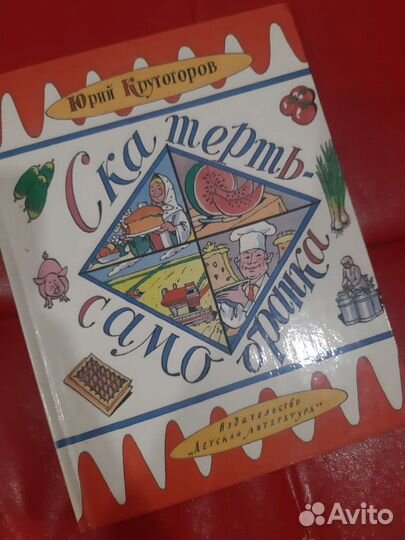 Юрий Крутогоров
Скатерть-
самобранка
Издательство
„Детская литература“
Avito